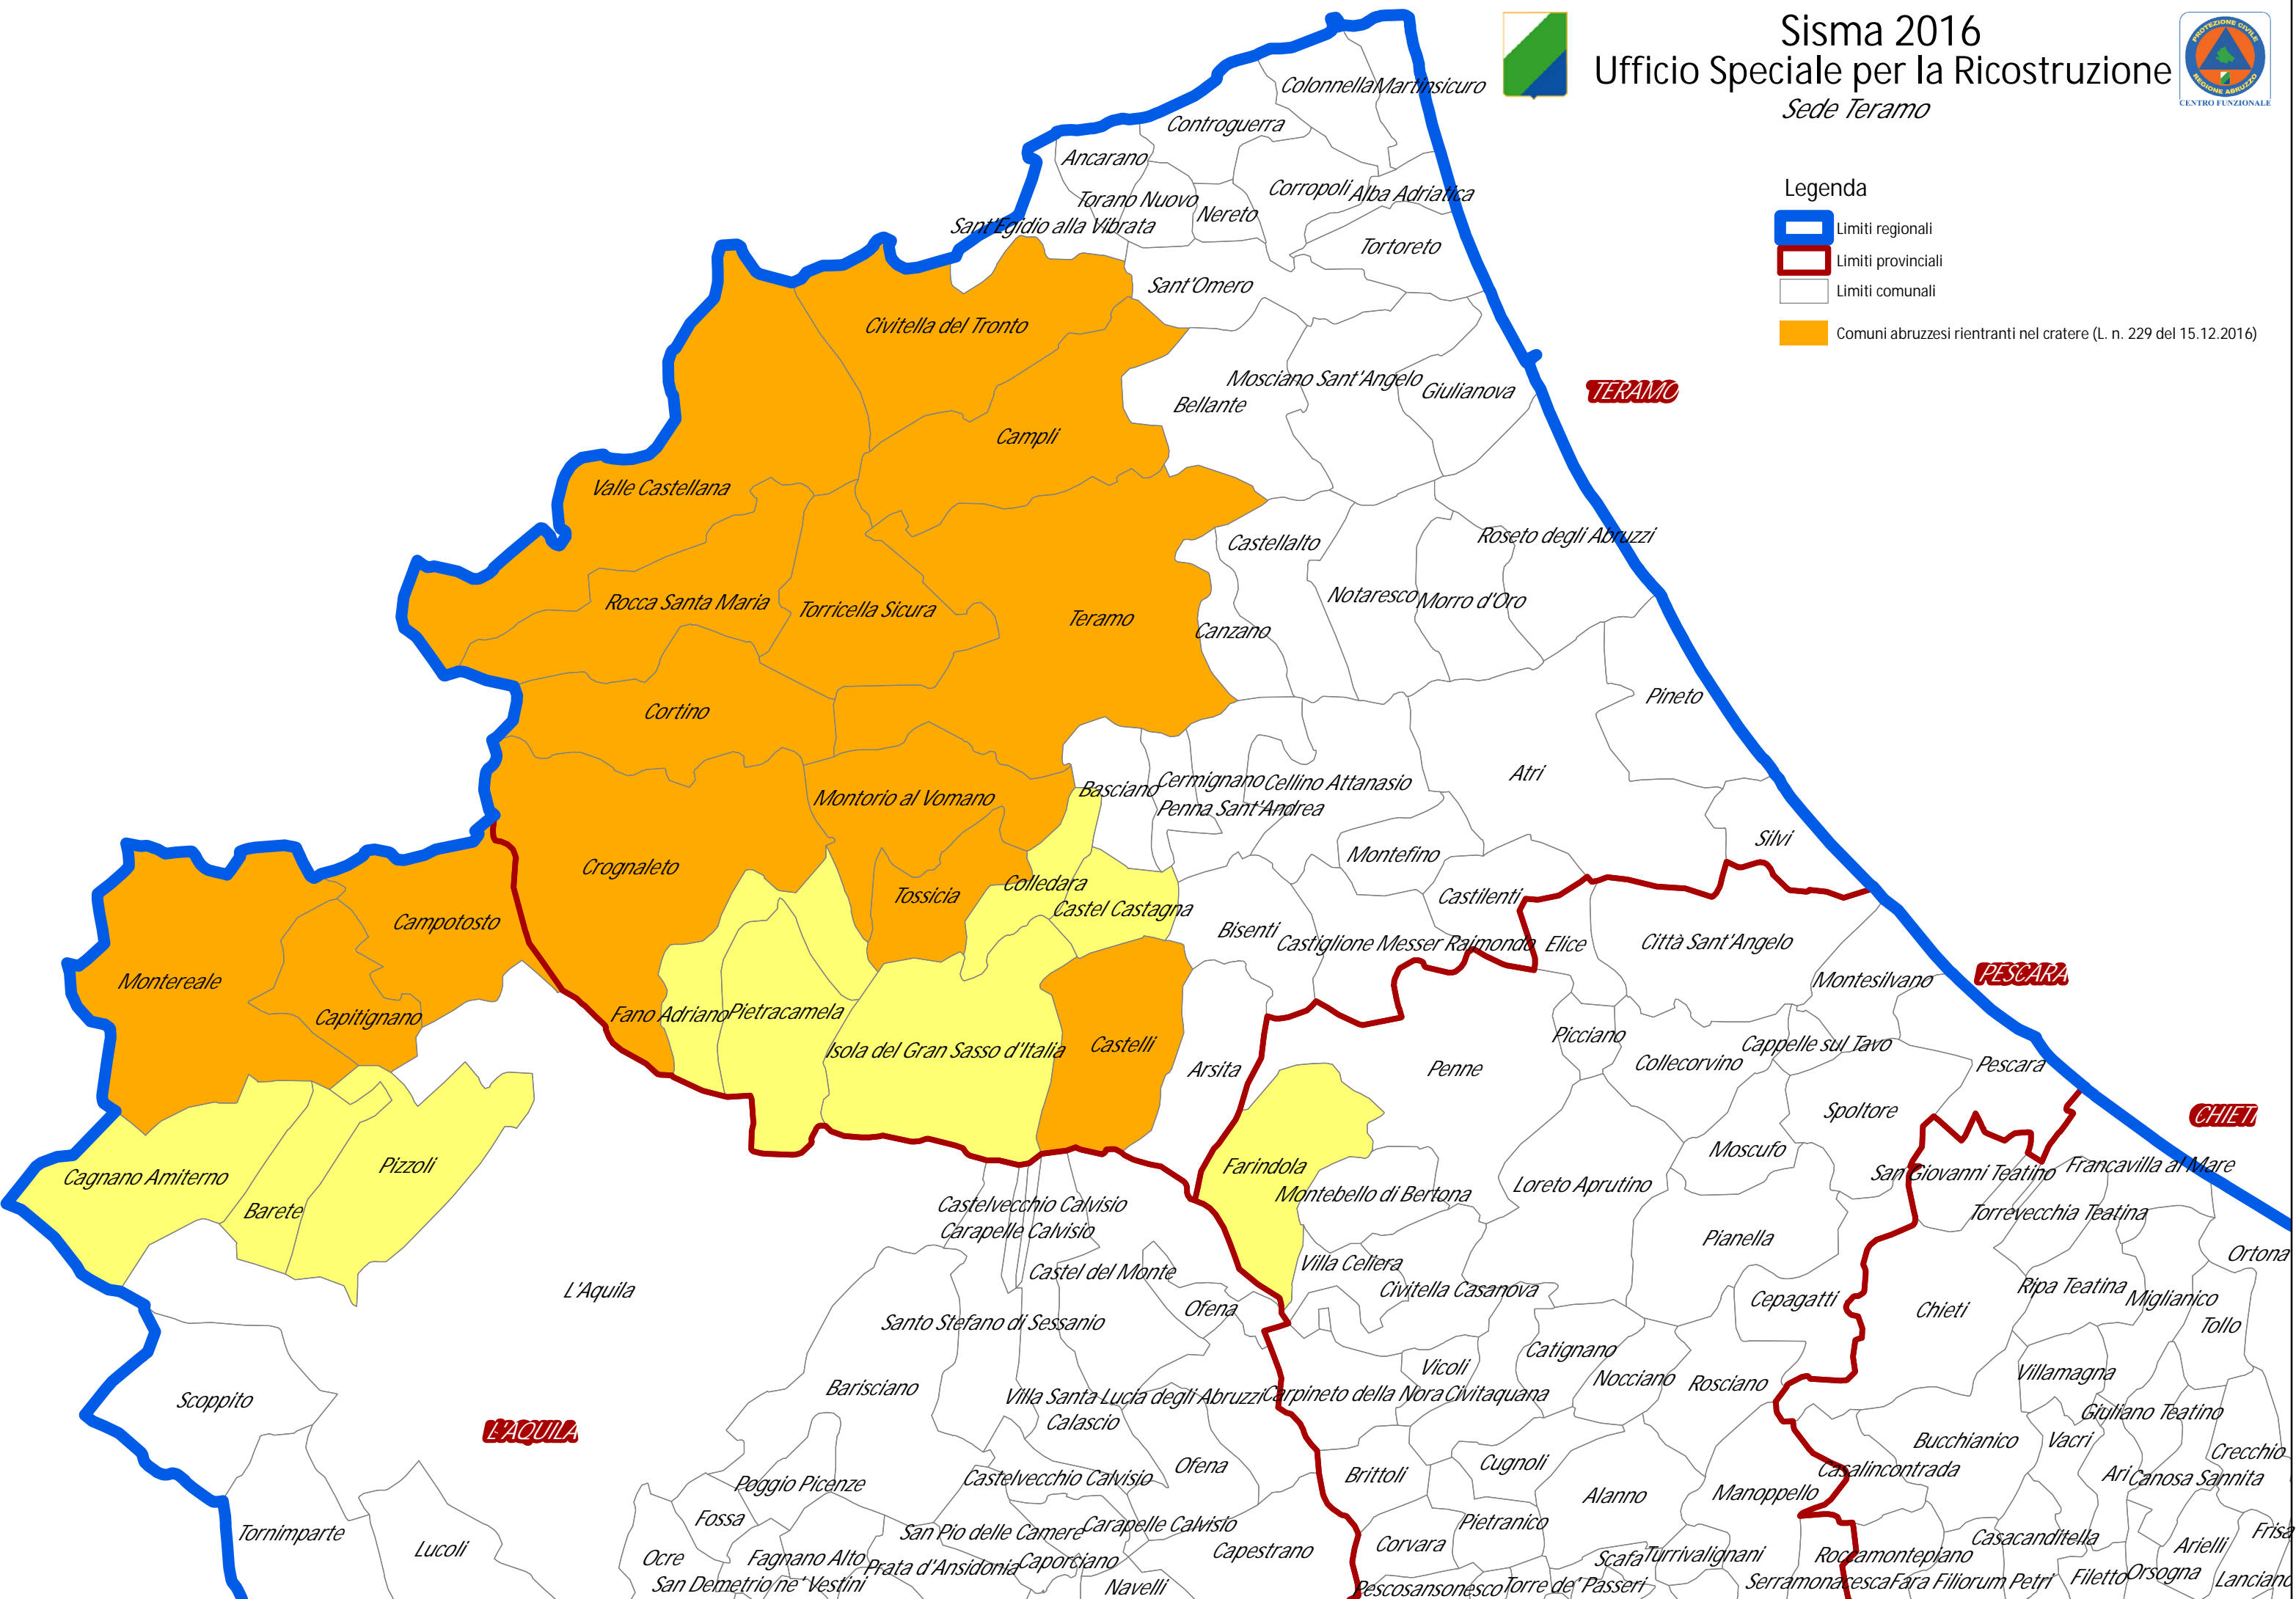 Sisma 2016
Ufficio Speciale per la Ricostruzione
Sede Teramo
PROTEZIONE CIVILE
REGIONE ABRUZZO
CENTRO FUNZIONALE
Legenda
Limiti regionali
Limiti provinciali
Limiti comunali
Comuni abruzzesi rientranti nel cratere (L. n. 229 del 15.12.2016)
Colonnella
Martinsicuro
Controguerra
Ancarano
Torano Nuovo
Nereto
Corropoli
Alba Adriatica
Sant'Egidio alla Vibrata
Tortoreto
Sant'Omero
Civitella del Tronto
Mosciano Sant'Angelo
Giulianova
TERAMO
Bellante
Campli
Valle Castellana
Castellalto
Roseto degli Abruzzi
Rocca Santa Maria
Torricella Sicura
Teramo
Notaresco
Morro d'Oro
Canzano
Cortino
Pineto
Montorio al Vomano
Basciano
Cermignano
Cellino Attanasio
Atri
Penna Sant'Andrea
Silvi
Crognaleto
Montefino
Tossicia
Colledara
Castel Castagna
Castilenti
Campotosto
Bisenti
Castiglione Messer Raimondo
Elice
Città Sant'Angelo
Montereale
Montesilvano
PESCARA
Capitignano
Fano Adriano
Pietracamela
Isola del Gran Sasso d'Italia
Castelli
Arsita
Penne
Picciano
Collecorvino
Cappelle sul Tavo
Pescara
Spoltore
CHIETI
Cagnano Amiterno
Pizzoli
Barete
Farindola
Montebello di Bertona
Loreto Aprutino
Moscufo
San Giovanni Teatino
Francavilla al Mare
Castelvecchio Calvisio
Carapelle Calvisio
Torrevecchia Teatina
Pianella
Ortona
L'Aquila
Castel del Monte
Villa Celiera
Civitella Casanova
Ofena
Cepagatti
Chieti
Ripa Teatina
Miglianico
Tollo
Santo Stefano di Sessanio
Scoppito
Barisciano
Vicoli
Catignano
Nocciano
Rosciano
Villamagna
Villa Santa Lucia degli Abruzzi
Carpineto della Nora
Civitaquana
Calascio
Giuliano Teatino
L'AQUILA
Bucchianico
Vacri
Crecchio
Poggio Picenze
Castelvecchio Calvisio
Ofena
Brittoli
Cugnoli
Casalincontrada
Ari
Canosa Sannita
Alanno
Manoppello
Tornimparte
Lucoli
Fossa
San Pio delle Camere
Carapelle Calvisio
Pietranico
Corvara
Casacanditella
Arielli
Frisa
Ocre
Fagnano Alto
Prata d'Ansidonia
Caporciano
Capestrano
Scafa
Turrivalignani
Roccamontepiano
San Demetrio ne' Vestini
Navelli
Pescosansonesco
Torre de' Passeri
Serramonacesca
Fara Filiorum Petri
Filetto
Orsogna
Lanciano